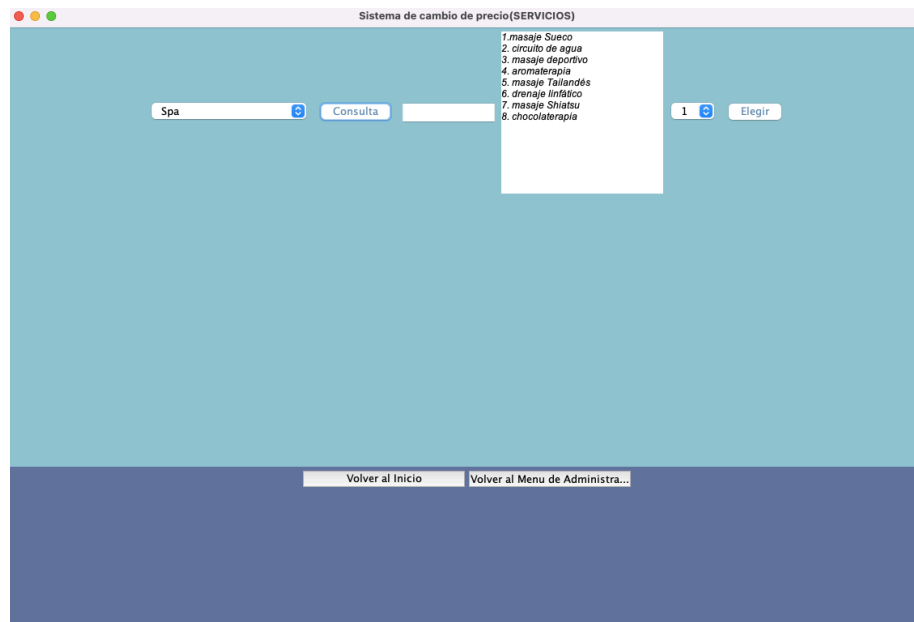 Sistema de cambio de precio(SERVICIOS)
1.masaje Sueco
2. circuito de agua
3. masaje deportivo
4. aromaterapia
5. masaje Tailandés
6. drenaje linfático
7. masaje Shiatsu
8. chocolaterapia
Spa
Consulta
1
Elegir
Volver al Inicio
Volver al Menu de Administra...